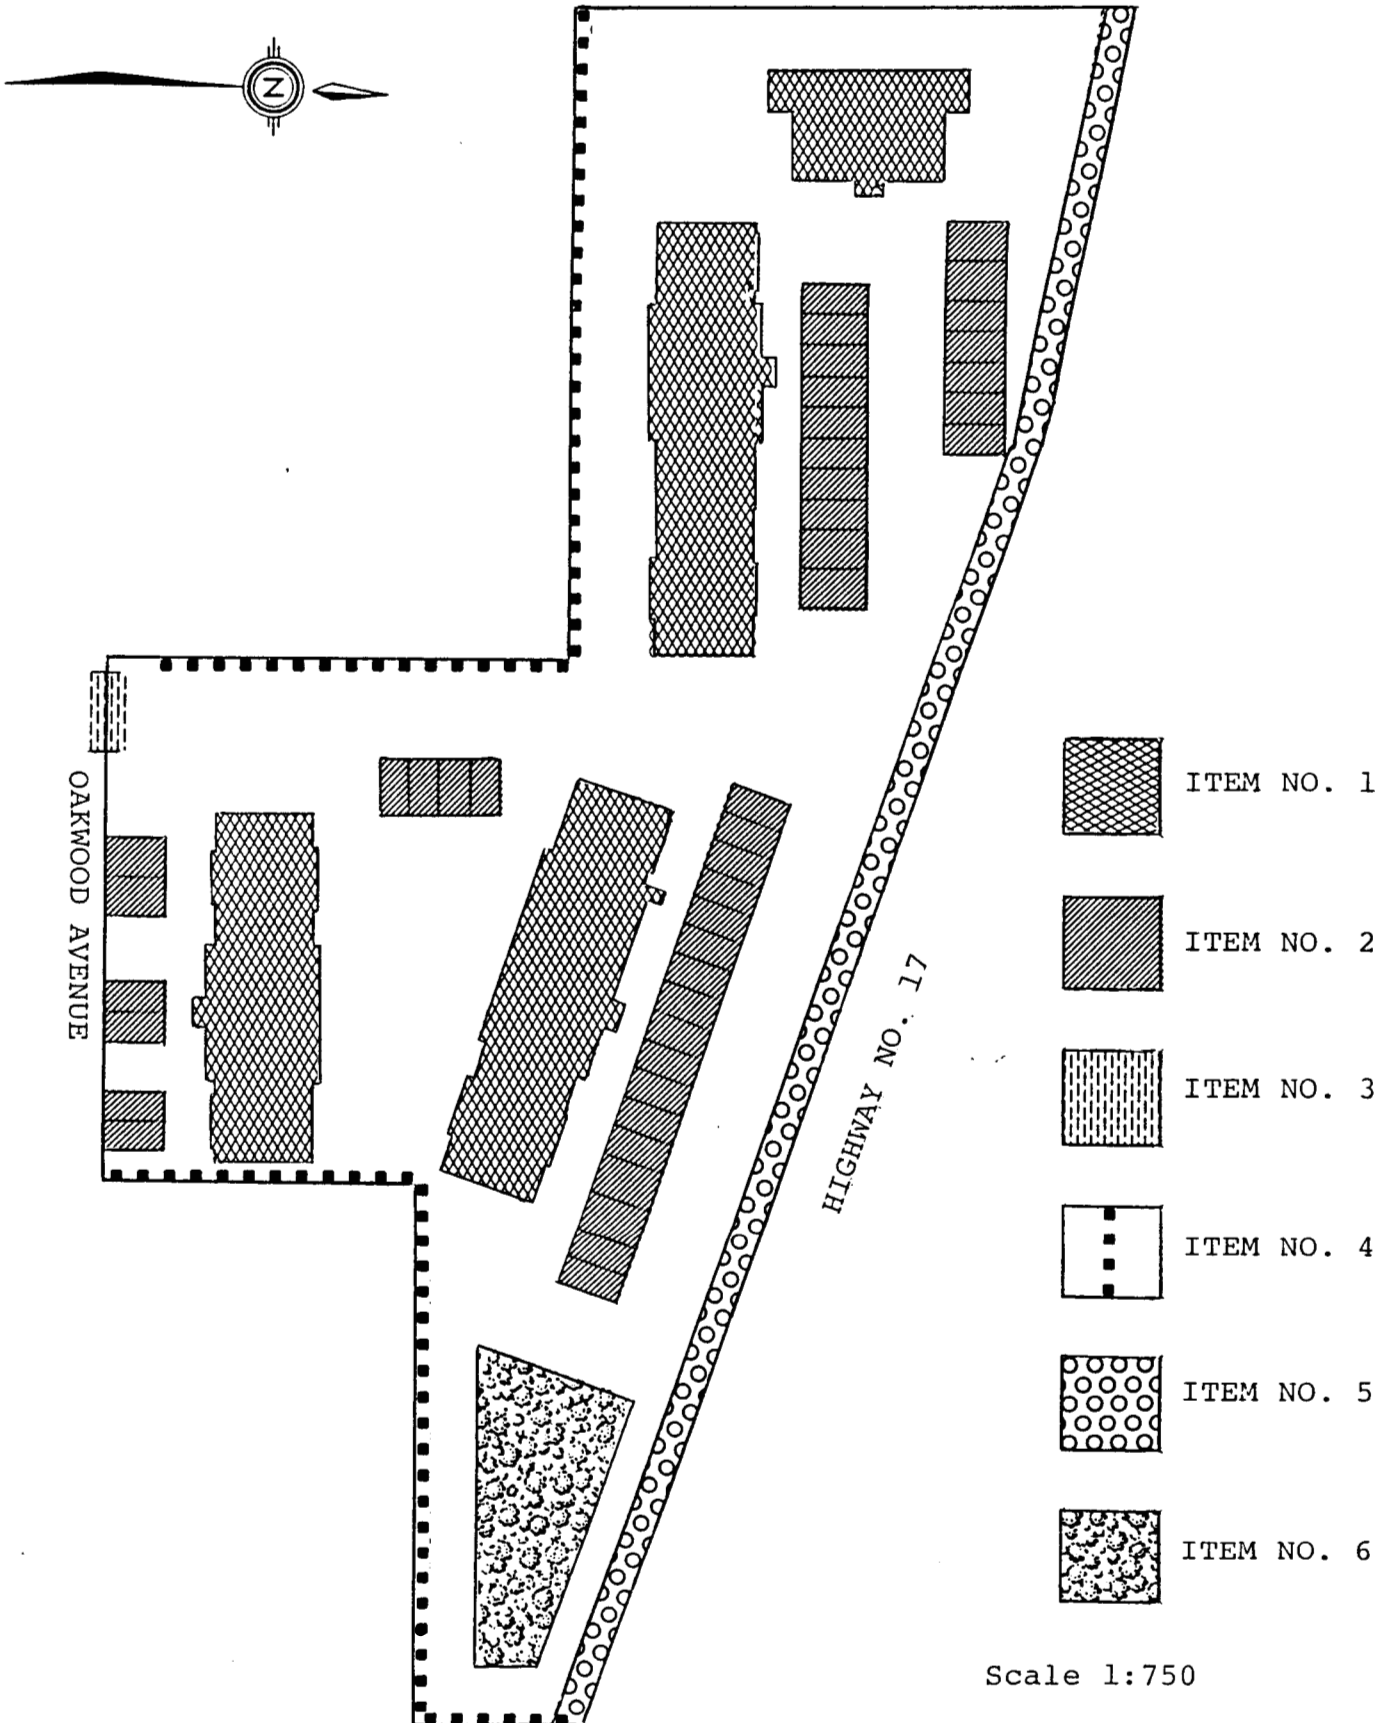 N
OAKWOOD AVENUE
HIGHWAY NO. 17
ITEM NO. 1
ITEM NO. 2
ITEM NO. 3
ITEM NO. 4
ITEM NO. 5
ITEM NO. 6
Scale 1:750